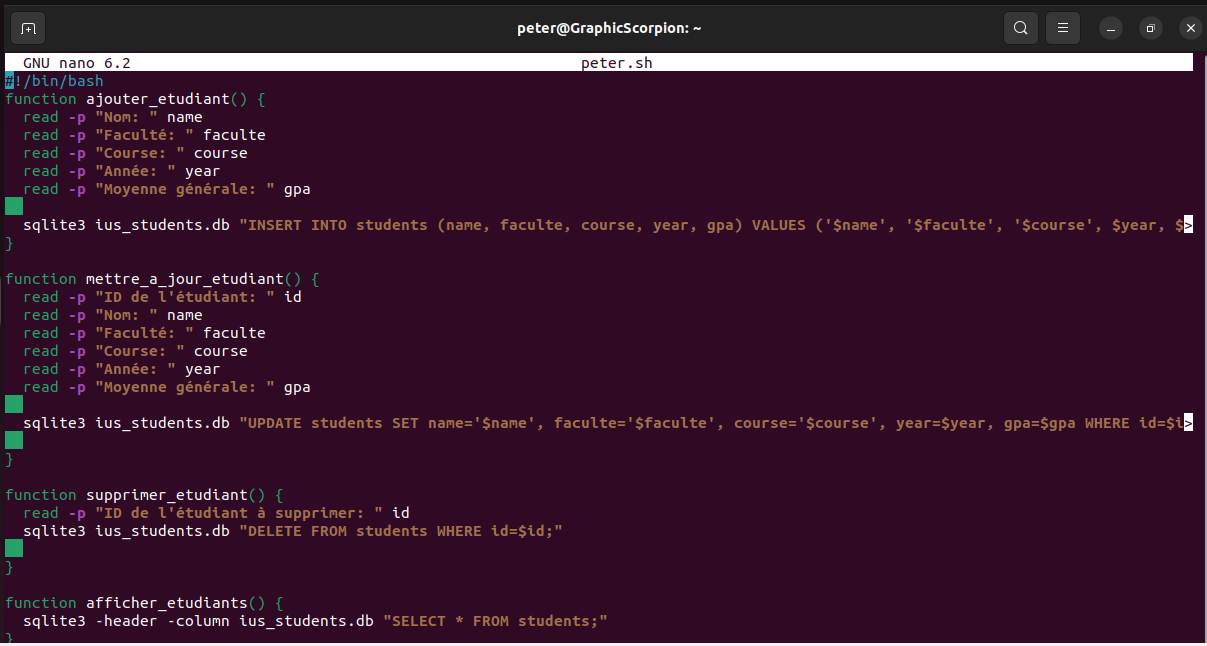 peter@GraphicScorpion: ~
GNU nano 6.2 peter.sh
#!/bin/bash
function ajouter_etudiant() {
  read -p "Nom: " name
  read -p "Faculté: " faculte
  read -p "Course: " course
  read -p "Année: " year
  read -p "Moyenne générale: " gpa
  sqlite3 ius_students.db "INSERT INTO students (name, faculte, course, year, gpa) VALUES ('$name', '$faculte', '$course', $year, $>
}
function mettre_a_jour_etudiant() {
  read -p "ID de l'étudiant: " id
  read -p "Nom: " name
  read -p "Faculté: " faculte
  read -p "Course: " course
  read -p "Année: " year
  read -p "Moyenne générale: " gpa
  sqlite3 ius_students.db "UPDATE students SET name='$name', faculte='$faculte', course='$course', year=$year, gpa=$gpa WHERE id=$i>
}
function supprimer_etudiant() {
  read -p "ID de l'étudiant à supprimer: " id
  sqlite3 ius_students.db "DELETE FROM students WHERE id=$id;"
}
function afficher_etudiants() {
  sqlite3 -header -column ius_students.db "SELECT * FROM students;"
}